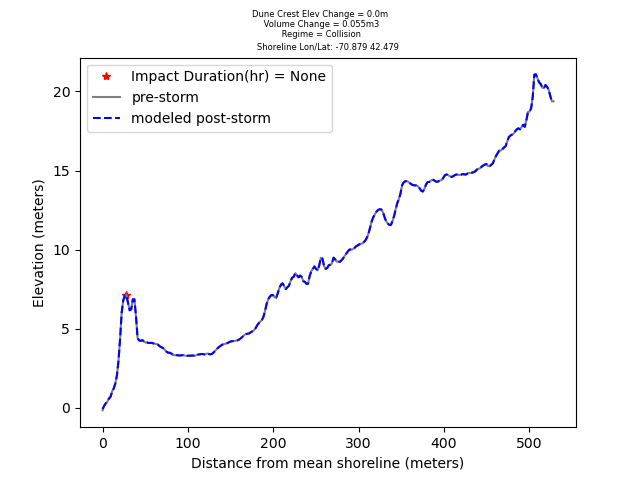 Dune Crest Elev Change = 0.0m
Volume Change = 0.055m3
Regime = Collision
Shoreline Lon/Lat: -70.879 42.479
Impact Duration(hr) = None
pre-storm
modeled post-storm
20
15
10
5
0
Elevation (meters)
0 100 200 300 400 500
Distance from mean shoreline (meters)